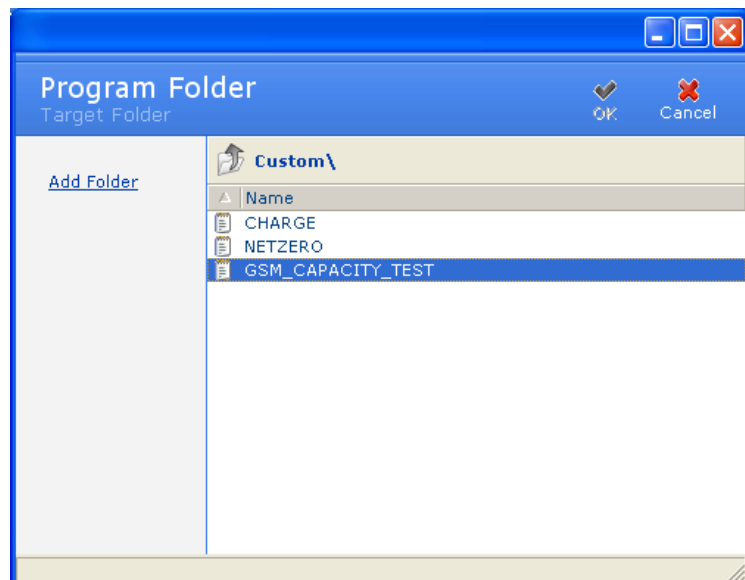 Program Folder
Target Folder
OK
Cancel
Add Folder
Custom\
Name
CHARGE
NETZERO
GSM_CAPACITY_TEST